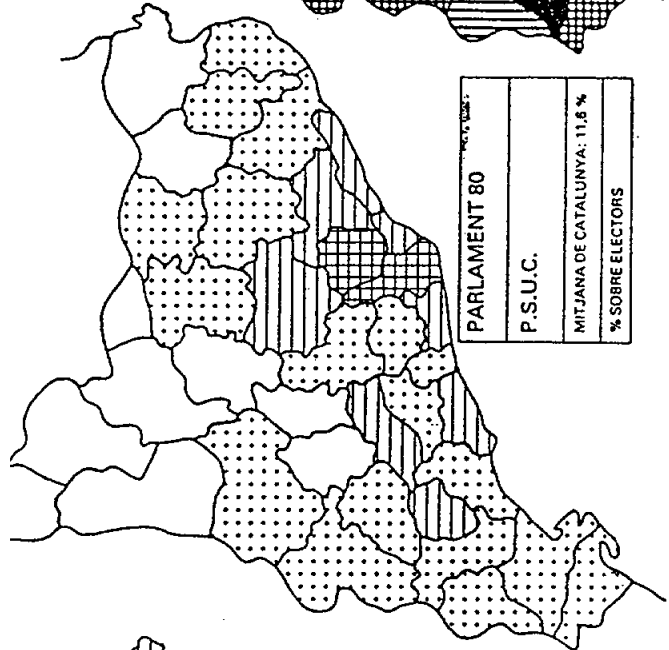 PARLAMENT 80
P.S.U.C.
MITJANA DE CATALUNYA: 11,6 %
% SOBRE ELECTORS